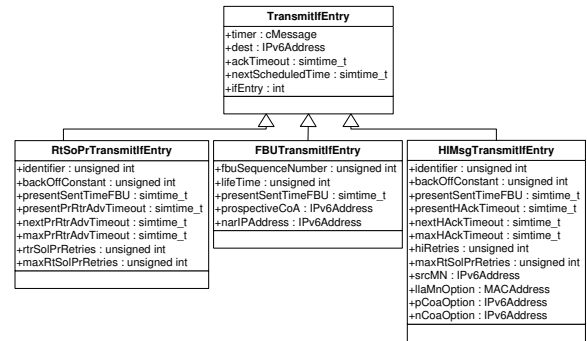 TransmitIfEntry
+timer : cMessage
+dest : IPv6Address
+ackTimeout : simtime_t
+nextScheduledTime : simtime_t
+ifEntry : int
RtSoPrTransmitIfEntry
+identifier : unsigned int
+backOffConstant : unsigned int
+presentSentTimeFBU : simtime_t
+presentPrRtrAdvTimeout : simtime_t
+nextPrRtrAdvTimeout : simtime_t
+maxPrRtrAdvTimeout : simtime_t
+rtrSolPrRetries : unsigned int
+maxRtSolPrRetries : unsigned int
FBUTransmitIfEntry
+fbuSequenceNumber : unsigned int
+lifeTime : unsigned int
+presentSentTimeFBU : simtime_t
+prospectiveCoA : IPv6Address
+narIPAddress : IPv6Address
HIMsgTransmitIfEntry
+identifier : unsigned int
+backOffConstant : unsigned int
+presentSentTimeFBU : simtime_t
+presentHAckTimeout : simtime_t
+nextHAckTimeout : simtime_t
+maxHAckTimeout : simtime_t
+hiRetries : unsigned int
+maxRtSolPrRetries : unsigned int
+srcMN : IPv6Address
+llaMnOption : MACAddress
+pCoaOption : IPv6Address
+nCoaOption : IPv6Address